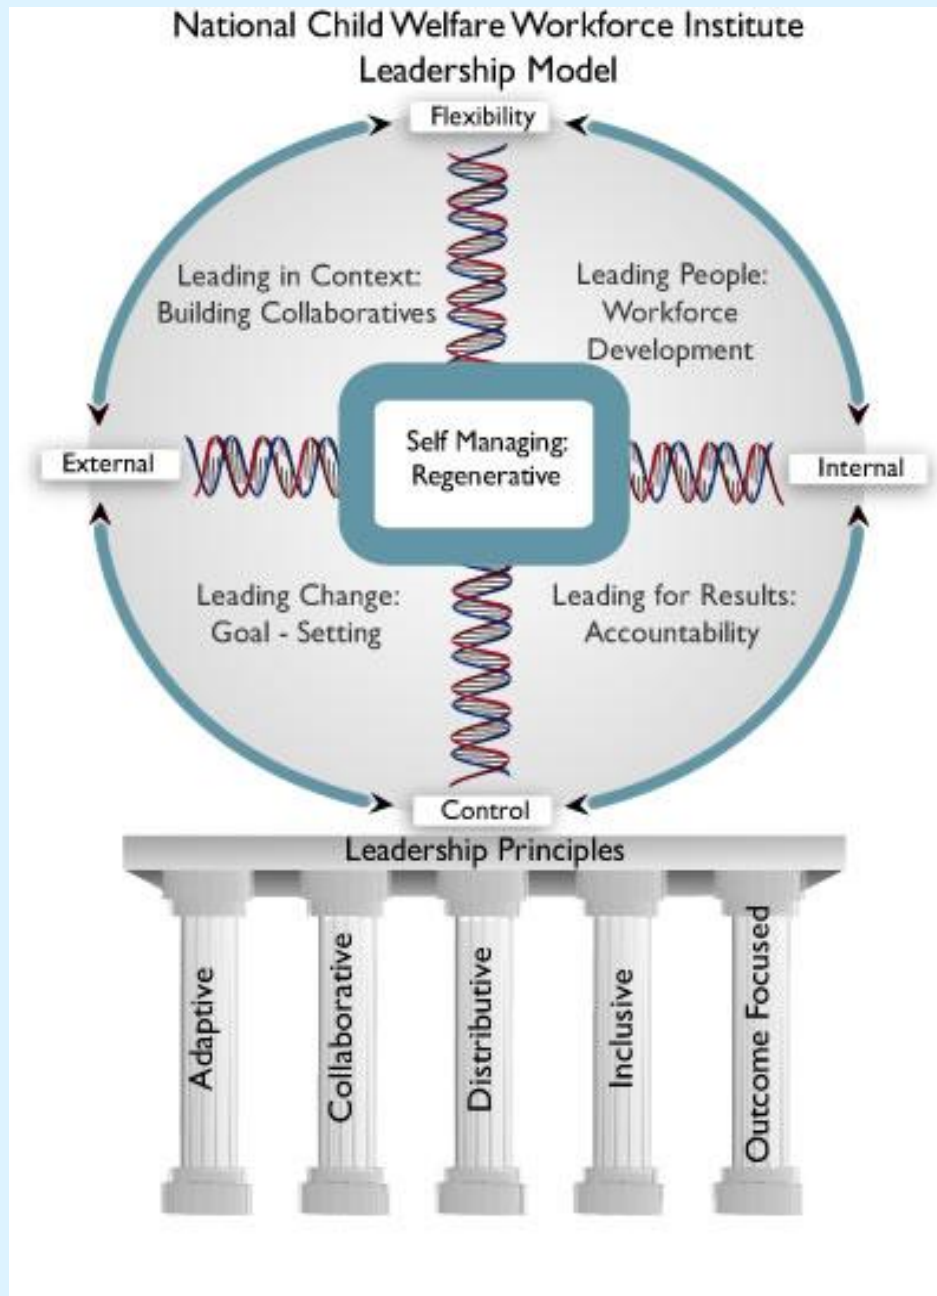 National Child Welfare Workforce Institute
Leadership Model
Flexibility
Leading in Context:
Building Collaboratives
Leading People:
Workforce
Development
External
Self Managing:
Regenerative
Internal
Leading Change:
Goal - Setting
Leading for Results:
Accountability
Control
Leadership Principles
Adaptive
Collaborative
Distributive
Inclusive
Outcome Focused